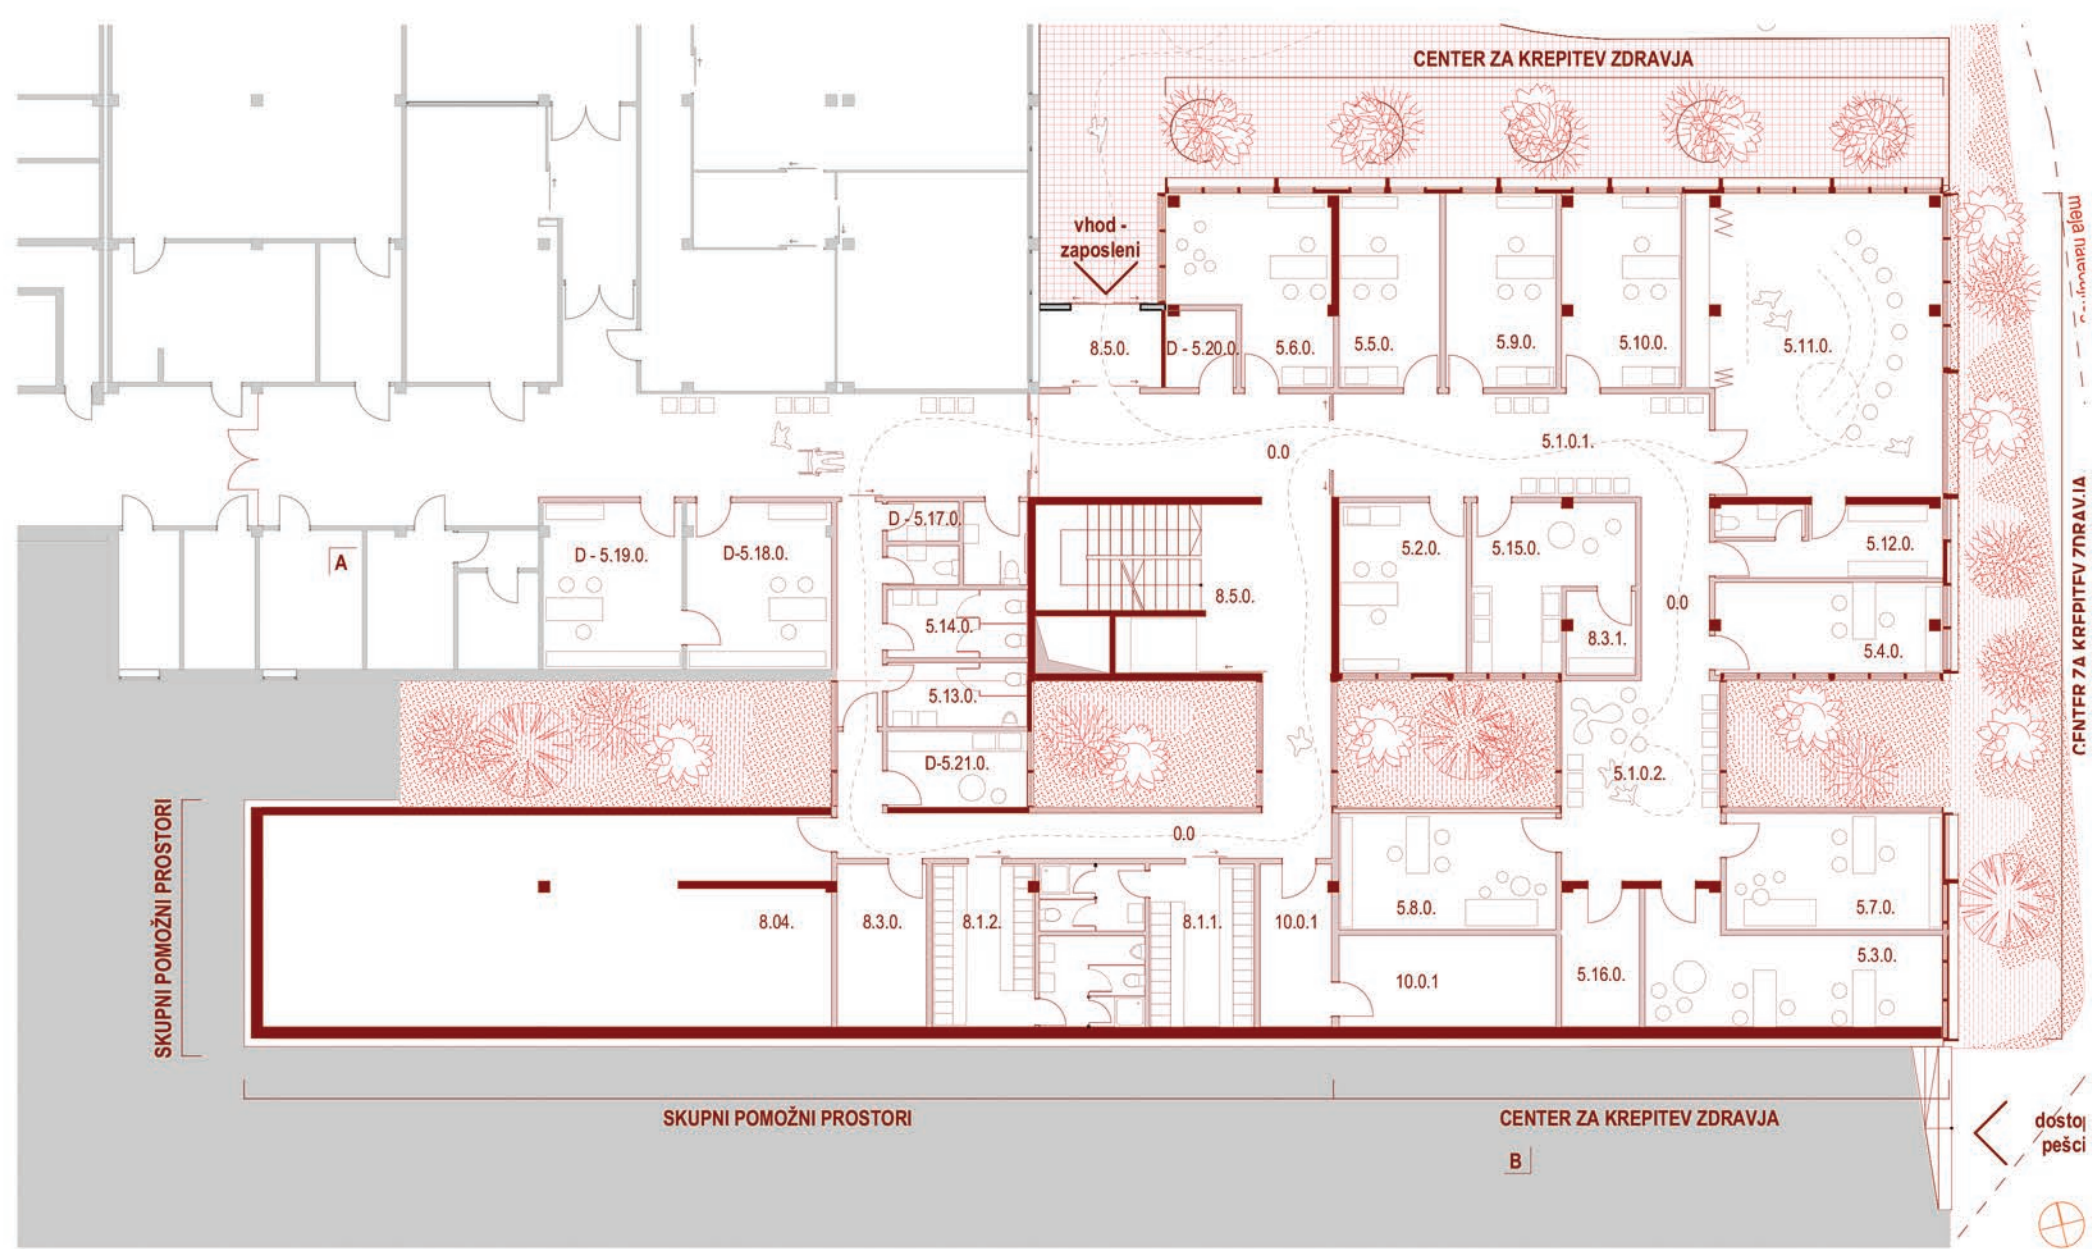 CENTER ZA KREPITEV ZDRAVJA
vhod -
zaposleni
8.5.0.
D - 5.20.0.
5.6.0.
5.5.0.
5.9.0.
5.10.0.
5.11.0.
0.0
5.1.0.1.
D - 5.17.0.
D - 5.19.0.
D-5.18.0.
A
5.2.0.
5.15.0.
5.12.0.
8.5.0.
0.0
5.14.0.
8.3.1.
5.4.0.
5.13.0.
D-5.21.0.
5.1.0.2.
0.0
8.04.
8.3.0.
8.1.2.
8.1.1.
10.0.1
5.8.0.
5.7.0.
5.3.0.
10.0.1
5.16.0.
SKUPNI POMOŽNI PROSTORI
CENTER ZA KREPITEV ZDRAVJA
meja
SKUPNI POMOŽNI PROSTORI
CENTER ZA KREPITEV ZDRAVJA
B
pešci